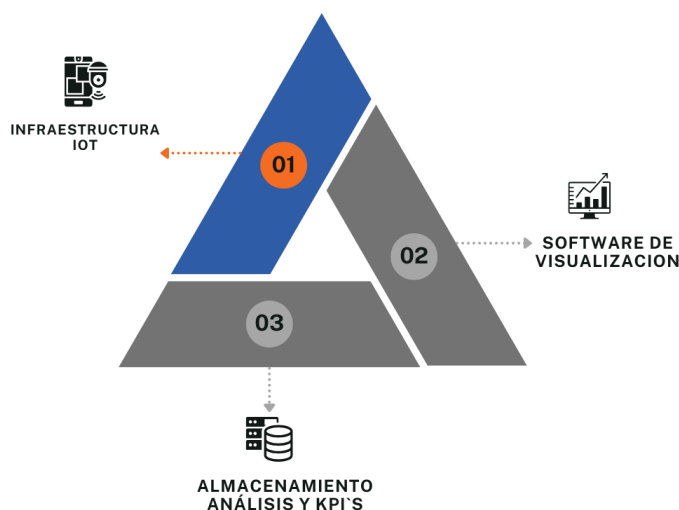 INFRAESTRUCTURA
IOT
01
02
SOFTWARE DE
VISUALIZACION
03
ALMACENAMIENTO
ANÁLISIS Y KPI`S